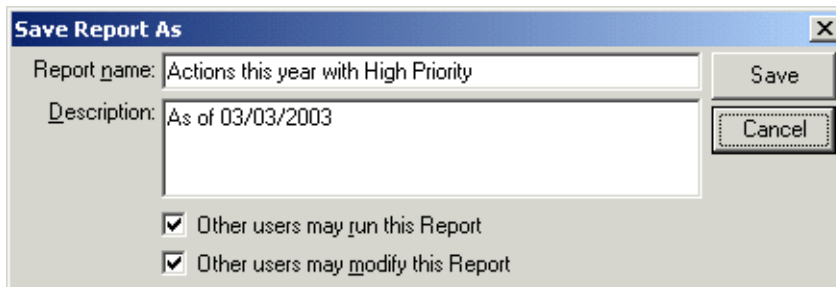 Save Report As
Report name: Actions this year with High Priority
Save
Description: As of 03/03/2003
Cancel
Other users may run this Report
Other users may modify this Report